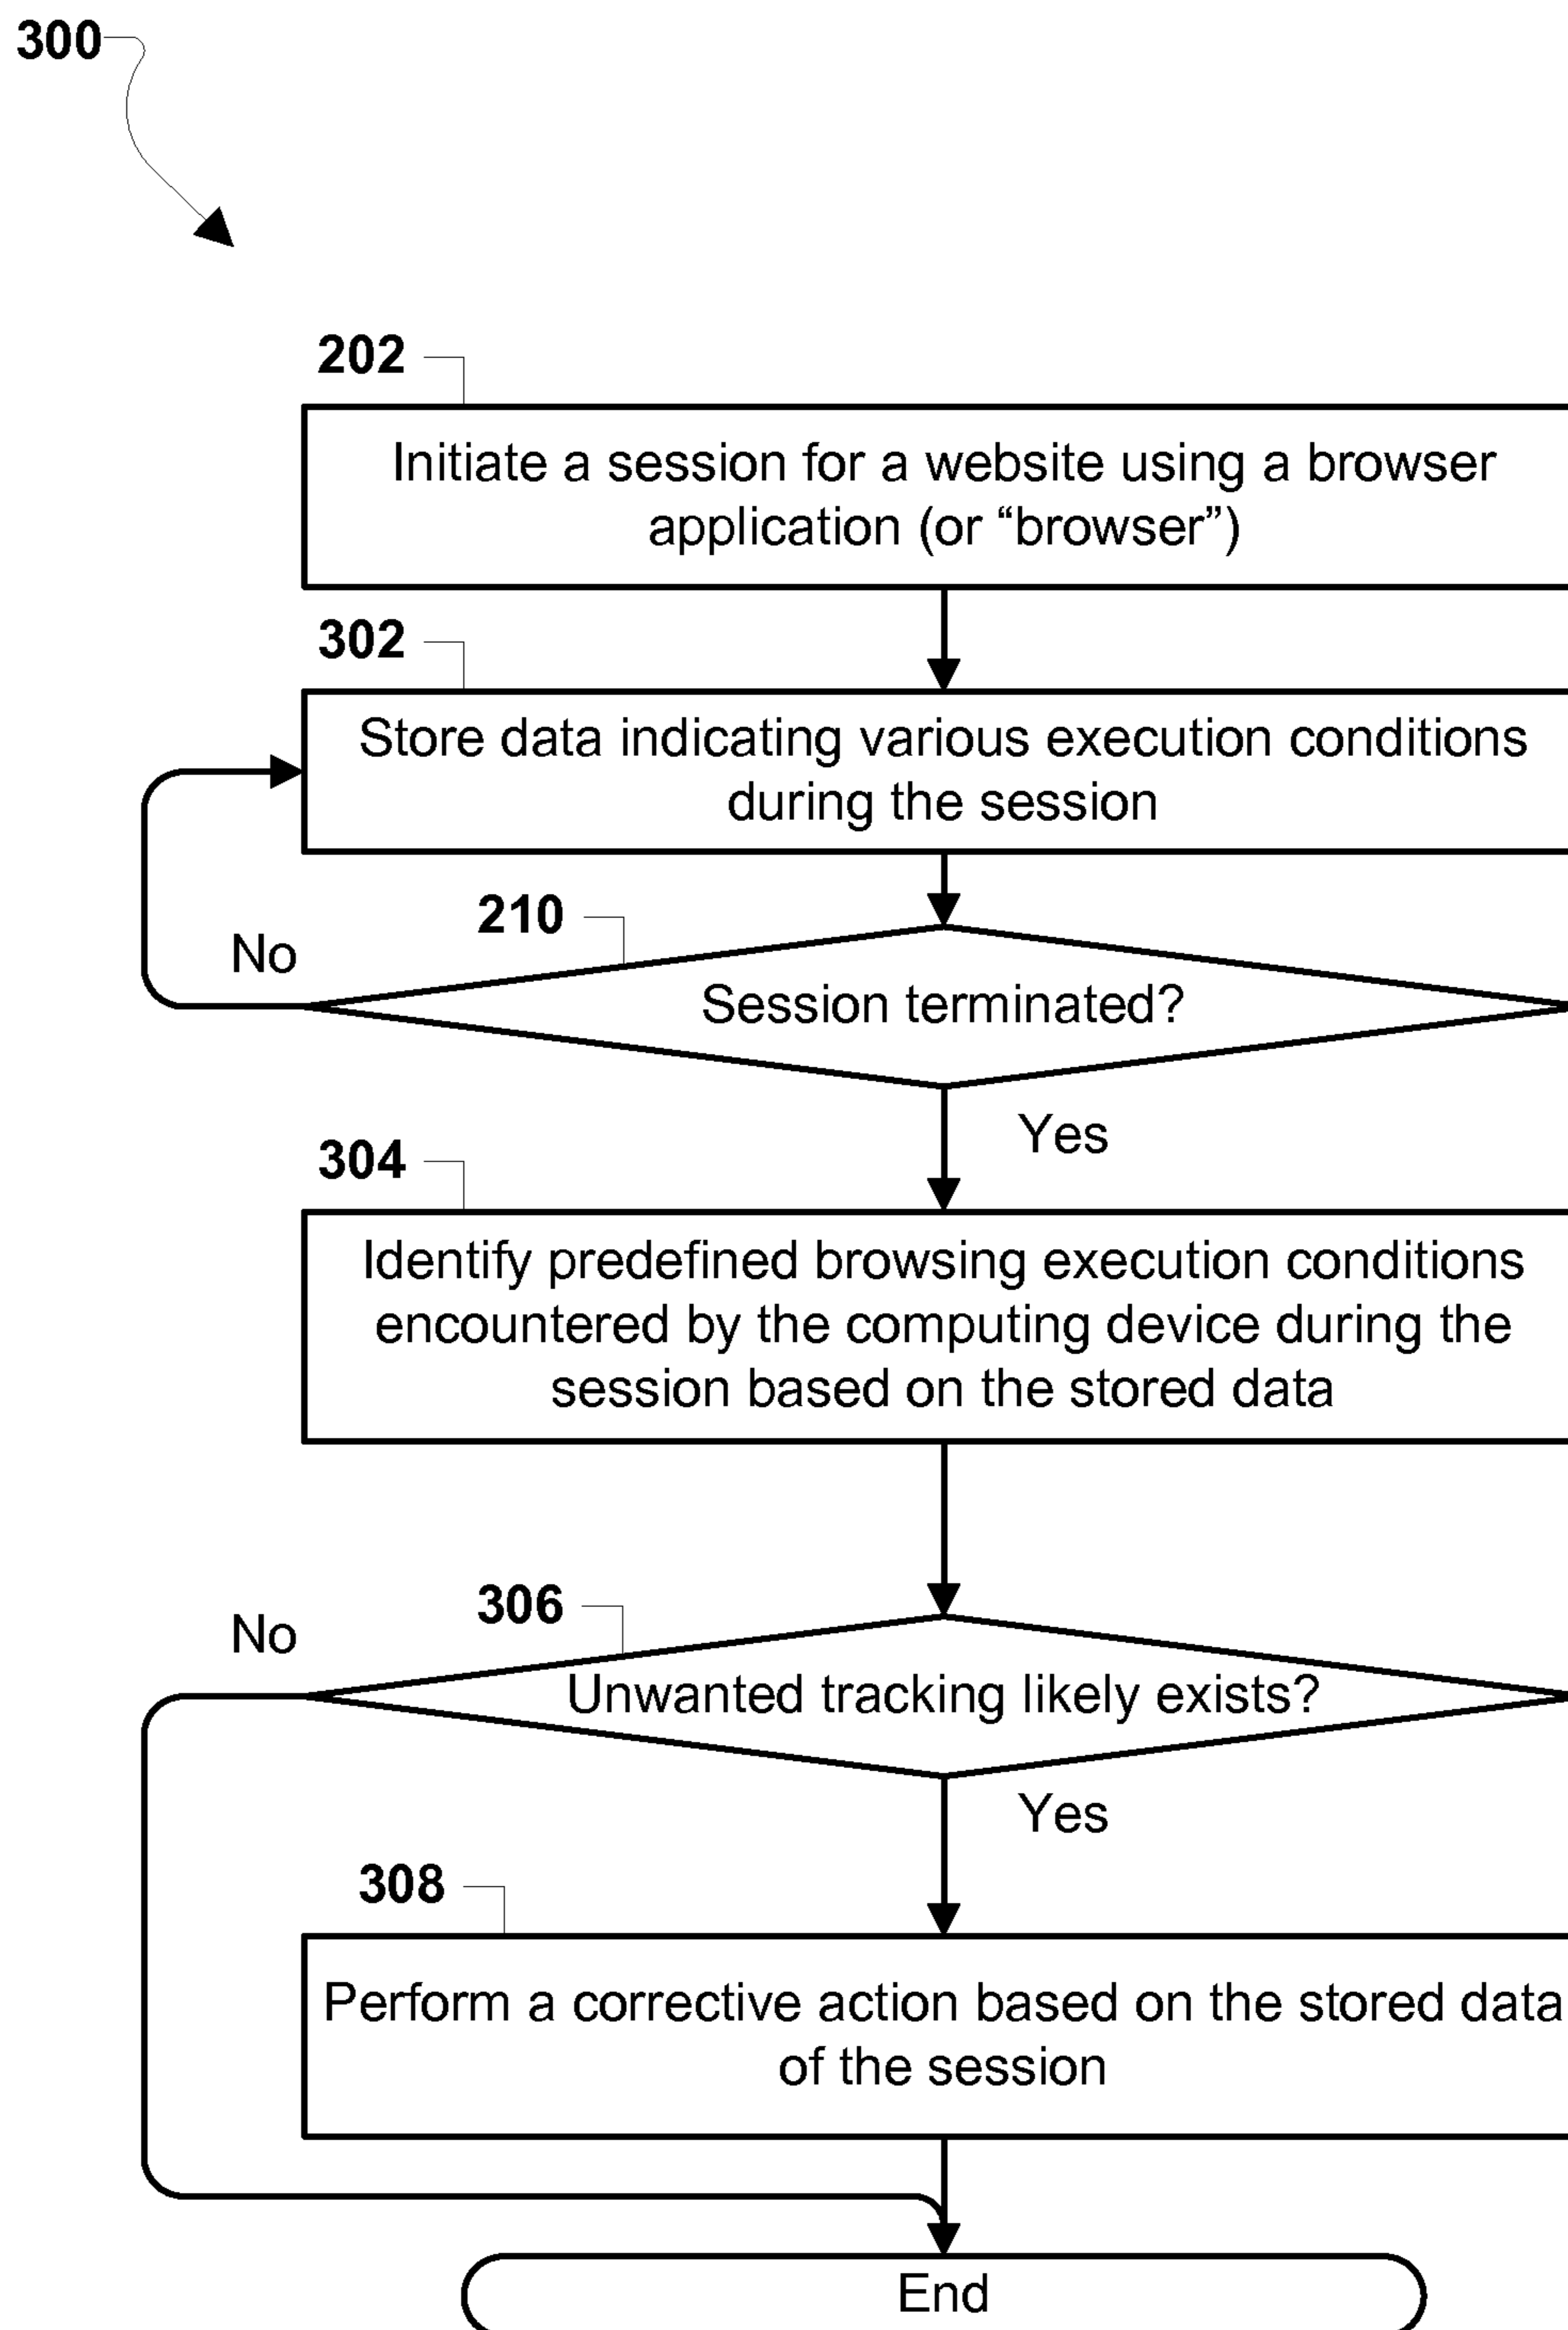 300
202
Initiate a session for a website using a browser
application (or “browser”)
302
Store data indicating various execution conditions
during the session
210
No
Session terminated?
Yes
304
Identify predefined browsing execution conditions
encountered by the computing device during the
session based on the stored data
306
No
Unwanted tracking likely exists?
Yes
308
Perform a corrective action based on the stored data
of the session
End